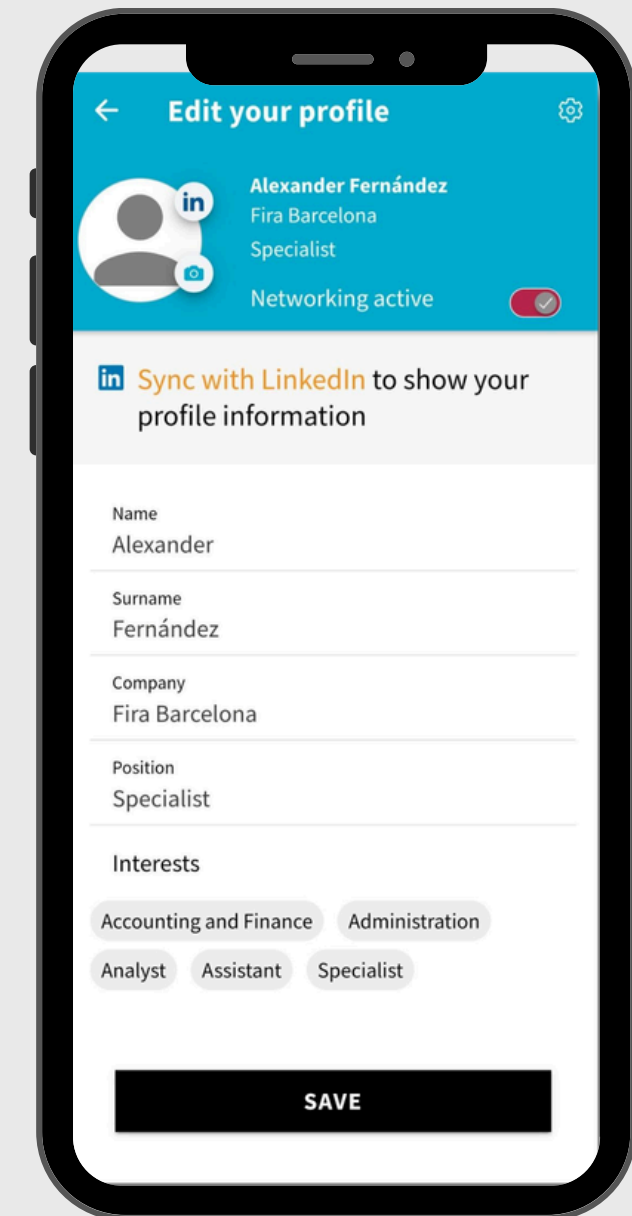 Edit your profile
in
Alexander Fernández
Fira Barcelona
Specialist
Networking active
in Sync with LinkedIn to show your
profile information
Name
Alexander
Surname
Fernández
Company
Fira Barcelona
Position
Specialist
Interests
Accounting and Finance Administration
Analyst Assistant Specialist
SAVE